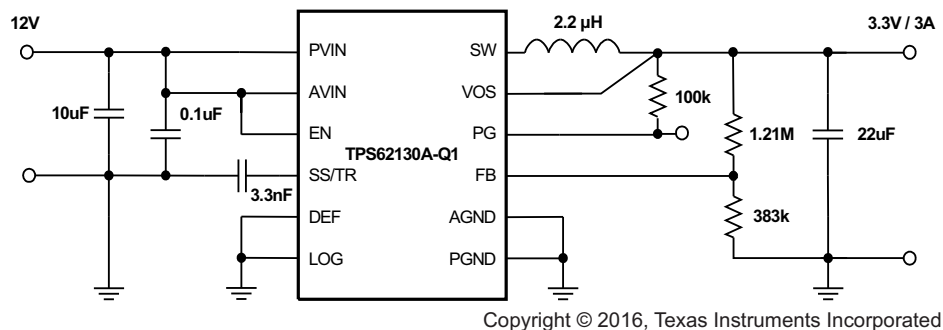 12V
2.2 µH
3.3V / 3A
PVIN
SW
AVIN
VOS
10uF
0.1uF
100k
EN
PG
1.21M
22uF
TPS62130A-Q1
3.3nF
SS/TR
FB
DEF
AGND
383k
LOG
PGND
Copyright © 2016, Texas Instruments Incorporated